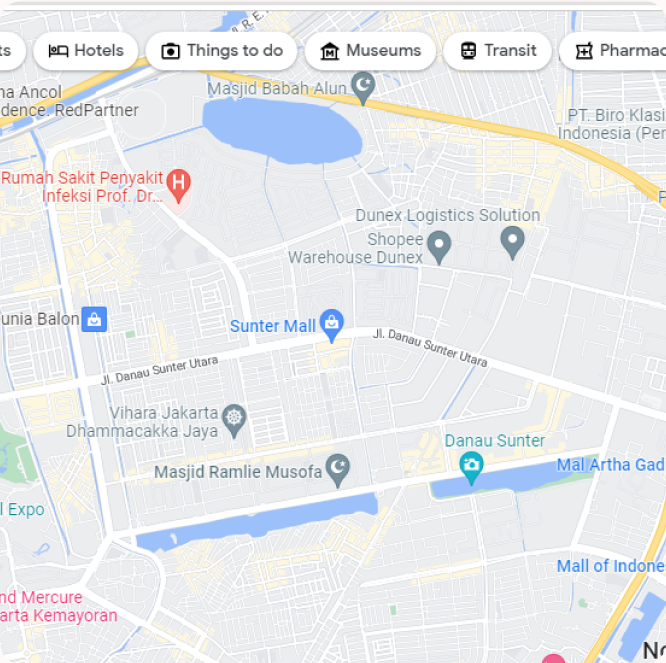 ts
Hotels
Things to do
Museums
Transit
Pharmac
na Ancol
dence. RedPartner
Masjid Babah Alun
PT. Biro Klasi
Indonesia (Per
Rumah Sakit Penyakit
Infeksi Prof. Dr...
H
Dunex Logistics Solution
Shopee
Warehouse Dunex
unia Balon
Sunter Mall
Jl. Danau Sunter Utara
Jl. Danau Sunter Utara
Vihara Jakarta
Dhammacakka Jaya
Danau Sunter
Masjid Ramlie Musofa
Mal Artha Gad
l Expo
Mall of Indone
nd Mercure
arta Kemayoran
No